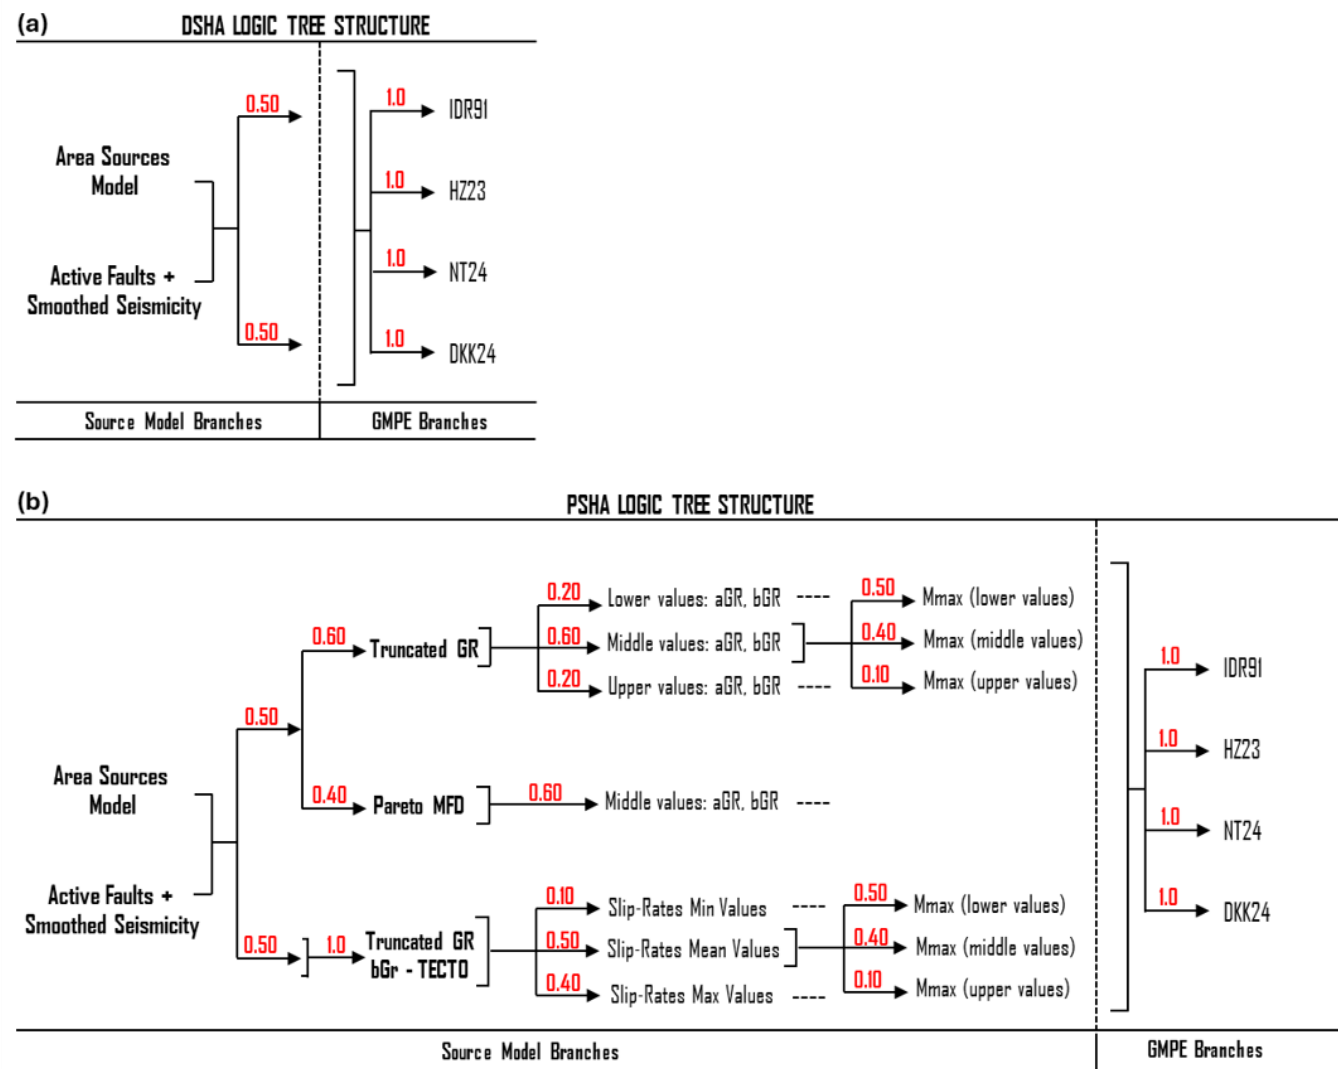 (a)
DSHA LOGIC TREE STRUCTURE
Area Sources
Model
Active Faults +
Smoothed Seismicity
0.50
0.50
1.0
IDR91
1.0
HZ23
1.0
NT24
1.0
DKK24
Source Model Branches
GMPE Branches
(b)
PSHA LOGIC TREE STRUCTURE
Area Sources
Model
Active Faults +
Smoothed Seismicity
0.50
0.60
Truncated GR
0.20
Lower values: aGR, bGR ----
0.60
Middle values: aGR, bGR
0.20
Upper values: aGR, bGR ----
0.50
Mmax (lower values)
0.40
Mmax (middle values)
0.10
Mmax (upper values)
0.40
Pareto MFD
0.60
Middle values: aGR, bGR ----
0.50
1.0
Truncated GR
bGr - TECTO
0.10
Slip-Rates Min Values ----
0.50
Slip-Rates Mean Values
0.40
Slip-Rates Max Values ----
0.50
Mmax (lower values)
0.40
Mmax (middle values)
0.10
Mmax (upper values)
1.0
IDR91
1.0
HZ23
1.0
NT24
1.0
DKK24
Source Model Branches
GMPE Branches